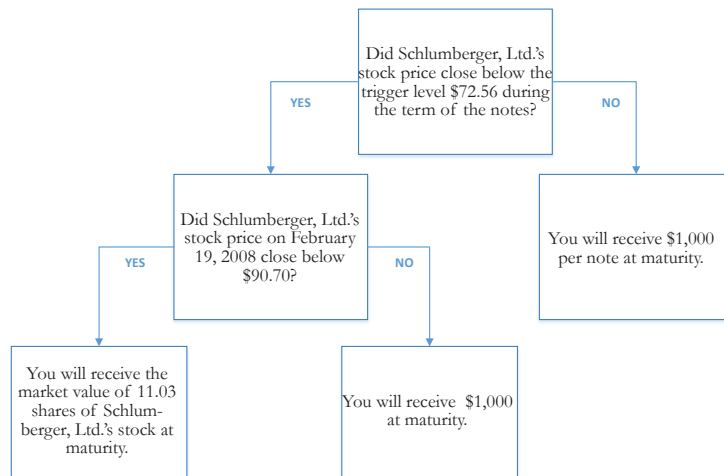 Did Schlumberger, Ltd.'s
stock price close below the
trigger level $72.56 during
the term of the notes?
YES
NO
Did Schlumberger, Ltd.'s
stock price on February
19, 2008 close below
$90.70?
You will receive $1,000
per note at maturity.
YES
NO
You will receive the
market value of 11.03
shares of Schlum-
berger, Ltd.'s stock at
maturity.
You will receive $1,000
at maturity.